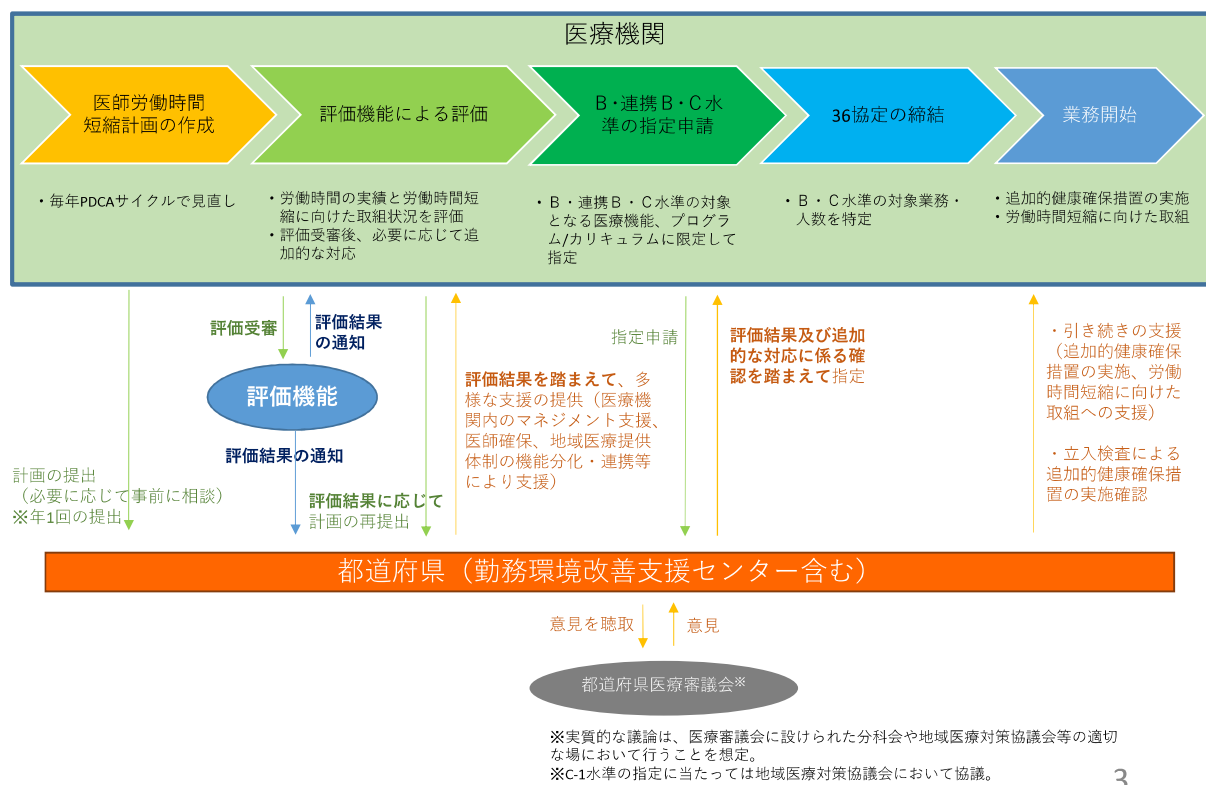 医療機関
医師労働時間
短縮計画の作成
評価機能による評価
B・連携B・C水
準の指定申請
36協定の締結
業務開始
・毎年PDCAサイクルで見直し
・労働時間の実績と労働時間短
縮に向けた取組状況を評価
・評価受審後、必要に応じて追
加的な対応
・B・連携B・C水準の対象
となる医療機能、プログラ
ム/カリキュラムに限定して
指定
・B・C水準の対象業務・
人数を特定
・追加的健康確保措置の実施
・労働時間短縮に向けた取組
評価受審
評価結果
の通知
評価機能
評価結果の通知
計画の提出
（必要に応じて事前に相談）
※年1回の提出
評価結果に応じて
計画の再提出
評価結果を踏まえて、多
様な支援の提供（医療機
関内のマネジメント支援、
医師確保、地域医療提供
体制の機能分化・連携等
により支援）
指定申請
評価結果及び追加
的な対応に係る確
認を踏まえて指定
・引き続きの支援
（追加的健康確保
措置の実施、労働
時間短縮に向けた
取組への支援）
・立入検査による
追加的健康確保措
置の実施確認
都道府県（勤務環境改善支援センター含む）
意見を聴取
意見
都道府県医療審議会※
※実質的な議論は、医療審議会に設けられた分科会や地域医療対策協議会等の適切
な場において行うことを想定。
※C-1水準の指定に当たっては地域医療対策協議会において協議。
3